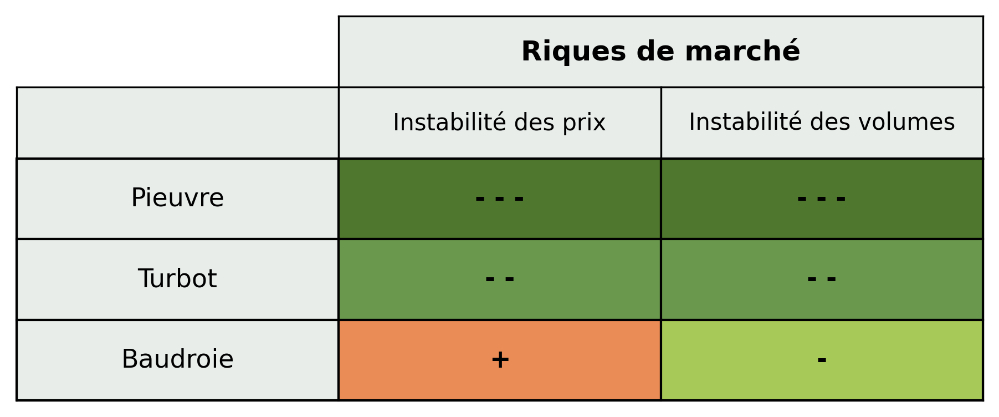 Riques de marché
Instabilité des prix Instabilité des volumes
Pieuvre - - - - - -
Turbot - - - -
Baudroie + -